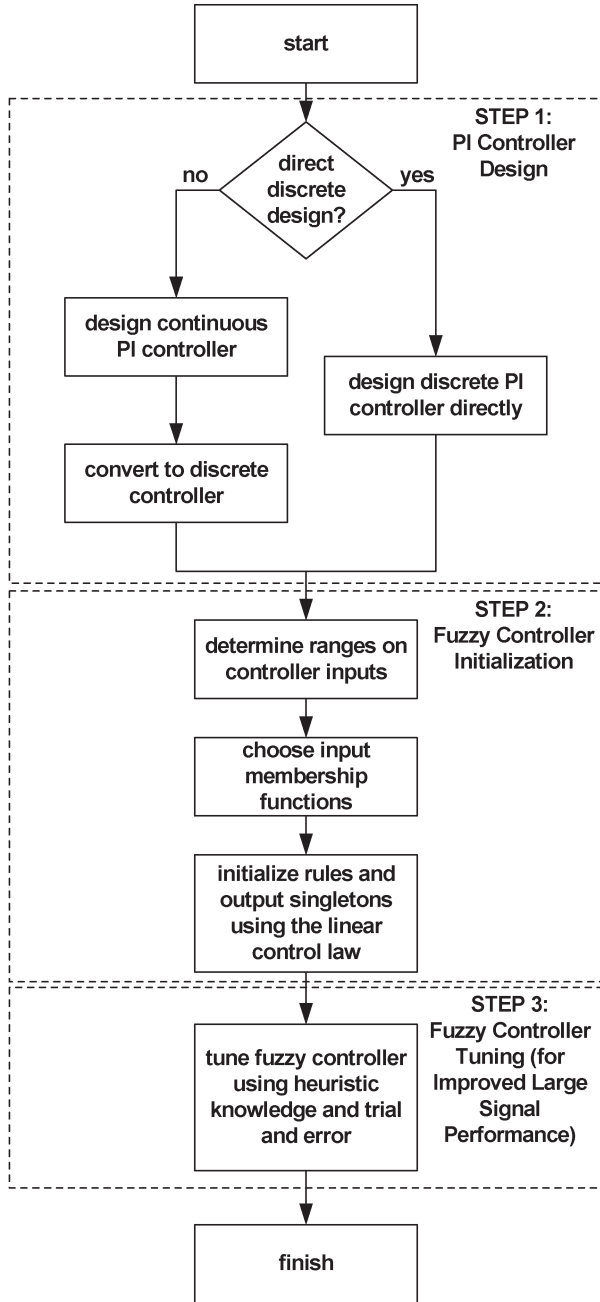 start
STEP 1:
PI Controller
Design
direct
discrete
design?
no
yes
design continuous
PI controller
design discrete PI
controller directly
convert to discrete
controller
STEP 2:
Fuzzy Controller
Initialization
determine ranges on
controller inputs
choose input
membership
functions
initialize rules and
output singletons
using the linear
control law
STEP 3:
Fuzzy Controller
Tuning (for
Improved Large
Signal
Performance)
tune fuzzy controller
using heuristic
knowledge and trial
and error
finish